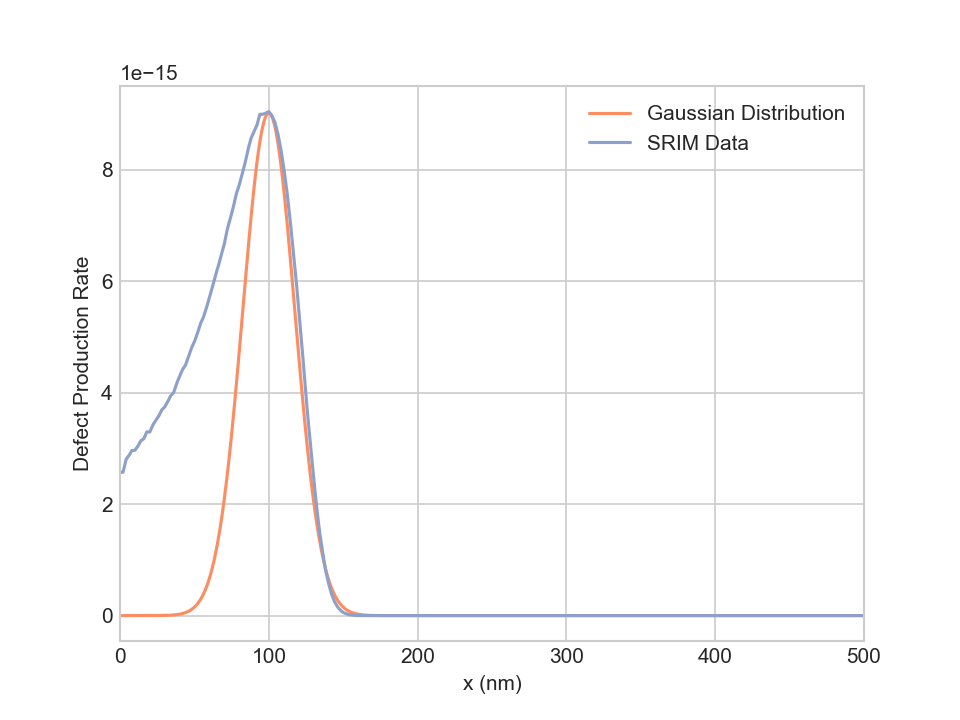 1e−15
Gaussian Distribution
SRIM Data
8
6
4
2
0
Defect Production Rate
0 100 200 300 400 500
x (nm)